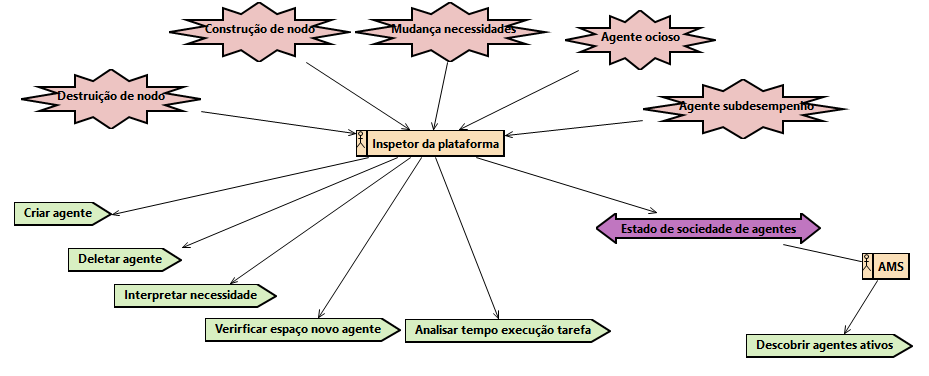 Construção de nodo
Mudança necessidades
Agente ocioso
Destruição de nodo
Agente subdesempenho
Inspetor da plataforma
Criar agente
Estado de sociedade de agentes
Deletar agente
AMS
Interpretar necessidade
Verirficar espaço novo agente
Analisar tempo execução tarefa
Descobrir agentes ativos